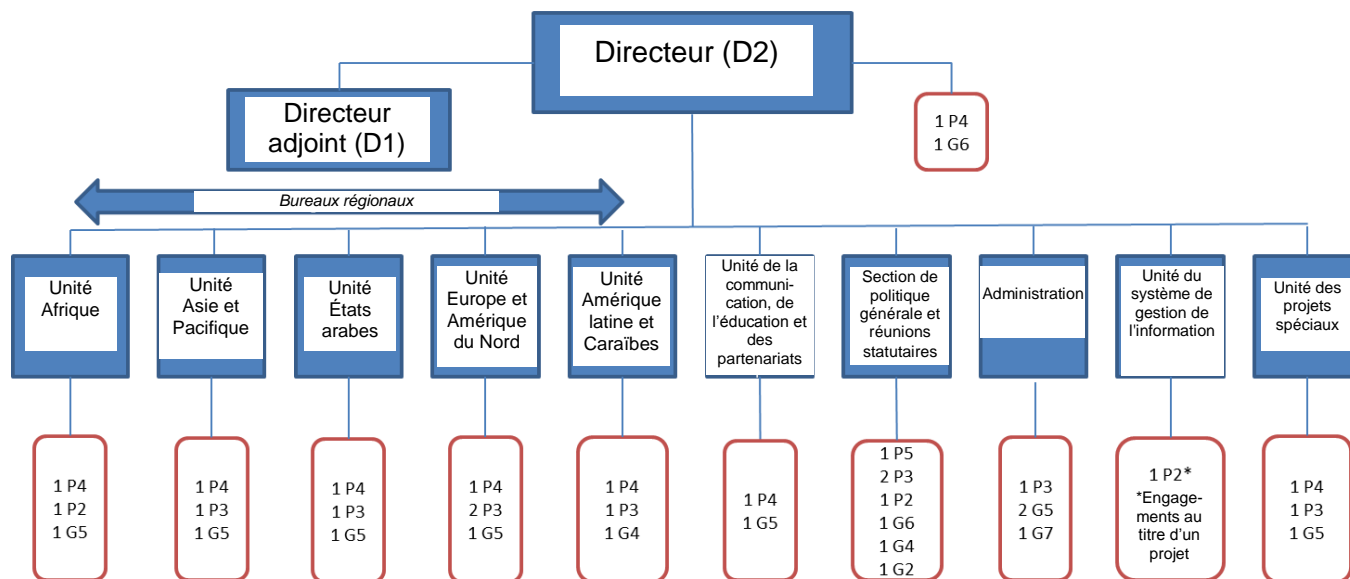 Directeur (D2)
Directeur
adjoint (D1)
1 P4
1 G6
Bureaux régionaux
Unité
Afrique
Unité
Asie et
Pacifique
Unité
États
arabes
Unité
Europe et
Amérique
du Nord
Unité
Amérique
latine et
Caraïbes
Unité de la
communi-
cation, de
l'éducation et
des
partenariats
Section de
politique
générale et
réunions
statutaires
Administration
Unité du
système de
gestion de
l'information
Unité des
projets
spéciaux
1 P4
1 P2
1 G5
1 P4
1 P3
1 G5
1 P4
1 P3
1 G5
1 P4
2 P3
1 G5
1 P4
1 P3
1 G4
1 P4
1 G5
1 P5
2 P3
1 P2
1 G6
1 G4
1 G2
1 P3
2 G5
1 G7
1 P2*
*Engage-
ments au
titre d'un
projet
1 P4
1 P3
1 G5